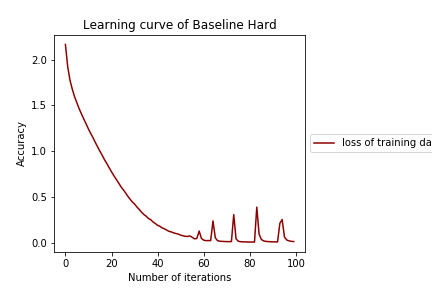 Learning curve of Baseline Hard
Accuracy
2.0
1.5
1.0
0.5
0.0
0 20 40 60 80 100
Number of iterations
loss of training da